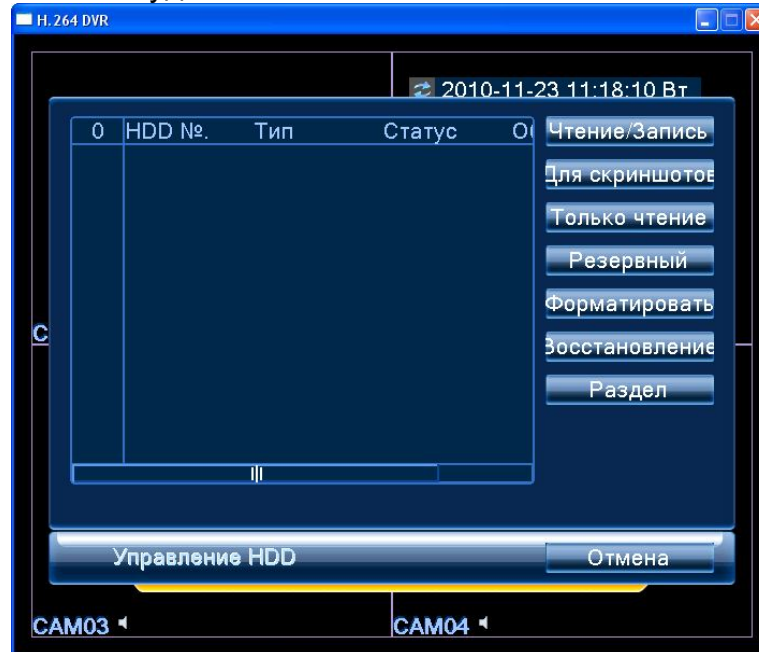 H.264 DVR
2010-11-23 11:18:10 Вт
0 HDD №. Тип Статус
Чтение/Запись
Для скриншотов
Только чтение
Резервный
Форматировать
Восстановление
Раздел
Управление HDD
Отмена
CAM03
CAM04